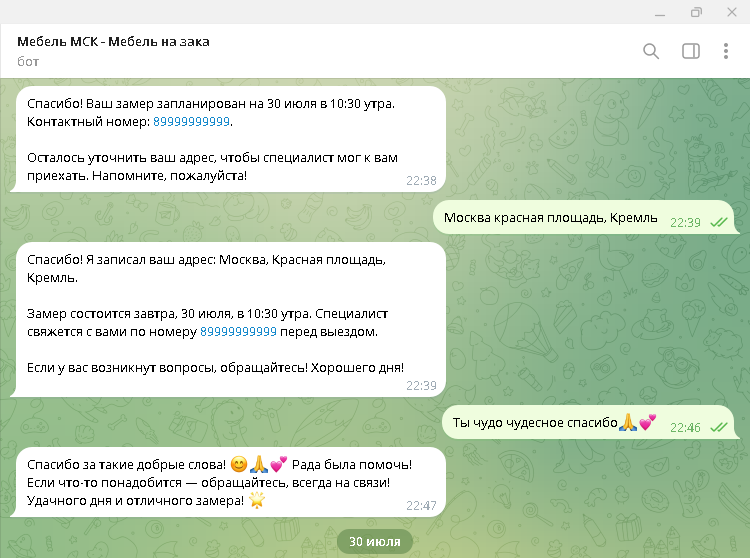 Мебель МСК - Мебель на зака
бот
Спасибо! Ваш замер запланирован на 30 июля в 10:30 утра.
Контактный номер: 89999999999.
Осталось уточнить ваш адрес, чтобы специалист мог к вам
приехать. Напомните, пожалуйста!
22:38
Москва красная площадь, Кремль 22:39
Спасибо! Я записал ваш адрес: Москва, Красная площадь,
Кремль.
Замер состоится завтра, 30 июля, в 10:30 утра. Специалист
свяжется с вами по номеру 89999999999 перед выездом.
Если у вас возникнут вопросы, обращайтесь! Хорошего дня!
22:39
Ты чудо чудесное спасибо🙏💕 22:46
Спасибо за такие добрые слова! 😊🙏💕 Рада была помочь!
Если что-то понадобится — обращайтесь, всегда на связи!
Удачного дня и отличного замера! 🌟
22:47
30 июля